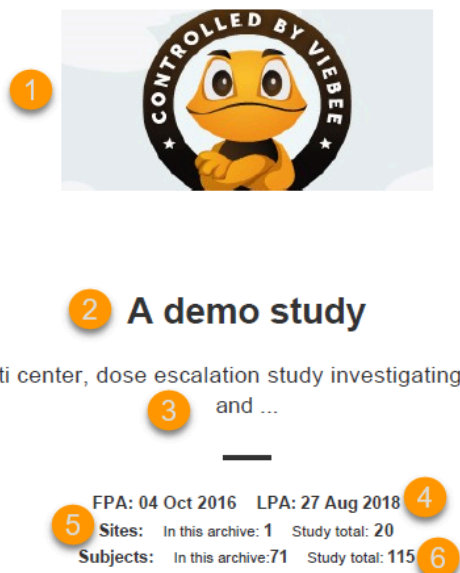 CONTROLLED BY VIEBEE
1
2 A demo study
ti center, dose escalation study investigating
3 and ...
FPA: 04 Oct 2016 LPA: 27 Aug 2018 4
5 Sites: In this archive: 1 Study total: 20
Subjects: In this archive:71 Study total: 115 6